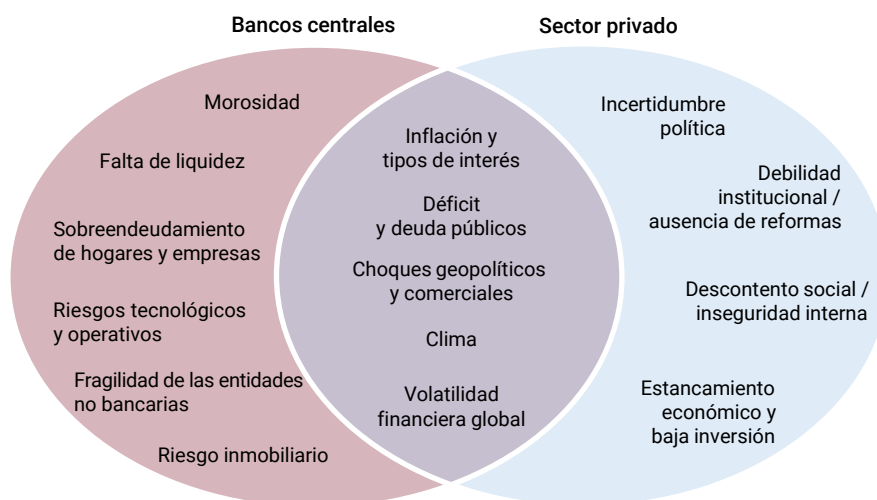 Bancos centrales
Sector privado
Morosidad
Falta de liquidez
Sobreendeudamiento
de hogares y empresas
Riesgos tecnológicos
y operativos
Fragilidad de las entidades
no bancarias
Riesgo inmobiliario
Inflación y
tipos de interés
Déficit
y deuda públicos
Choques geopolíticos
y comerciales
Clima
Volatilidad
financiera global
Incertidumbre
política
Debilidad
institucional /
ausencia de reformas
Descontento social /
inseguridad interna
Estancamiento
económico y
baja inversión